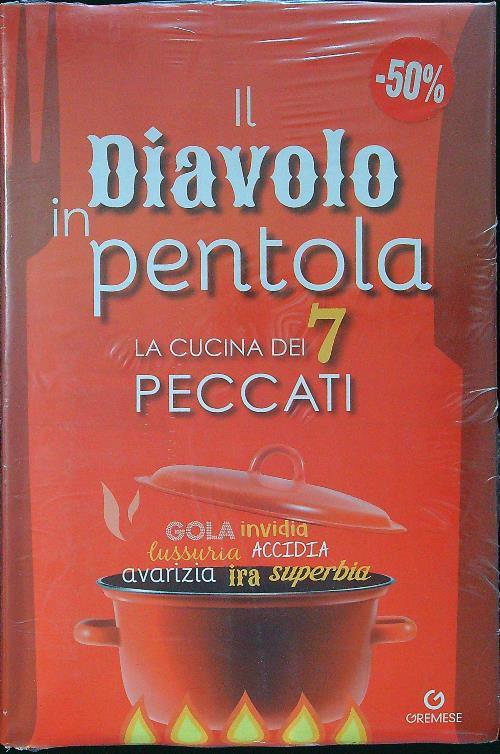 -50%
Il
Diavolo
in pentola
LA CUCINA DEI 7
PECCATI
GOLA invidia
lussuria ACCIDIA
avarizia ira superbia
G
GREMESE